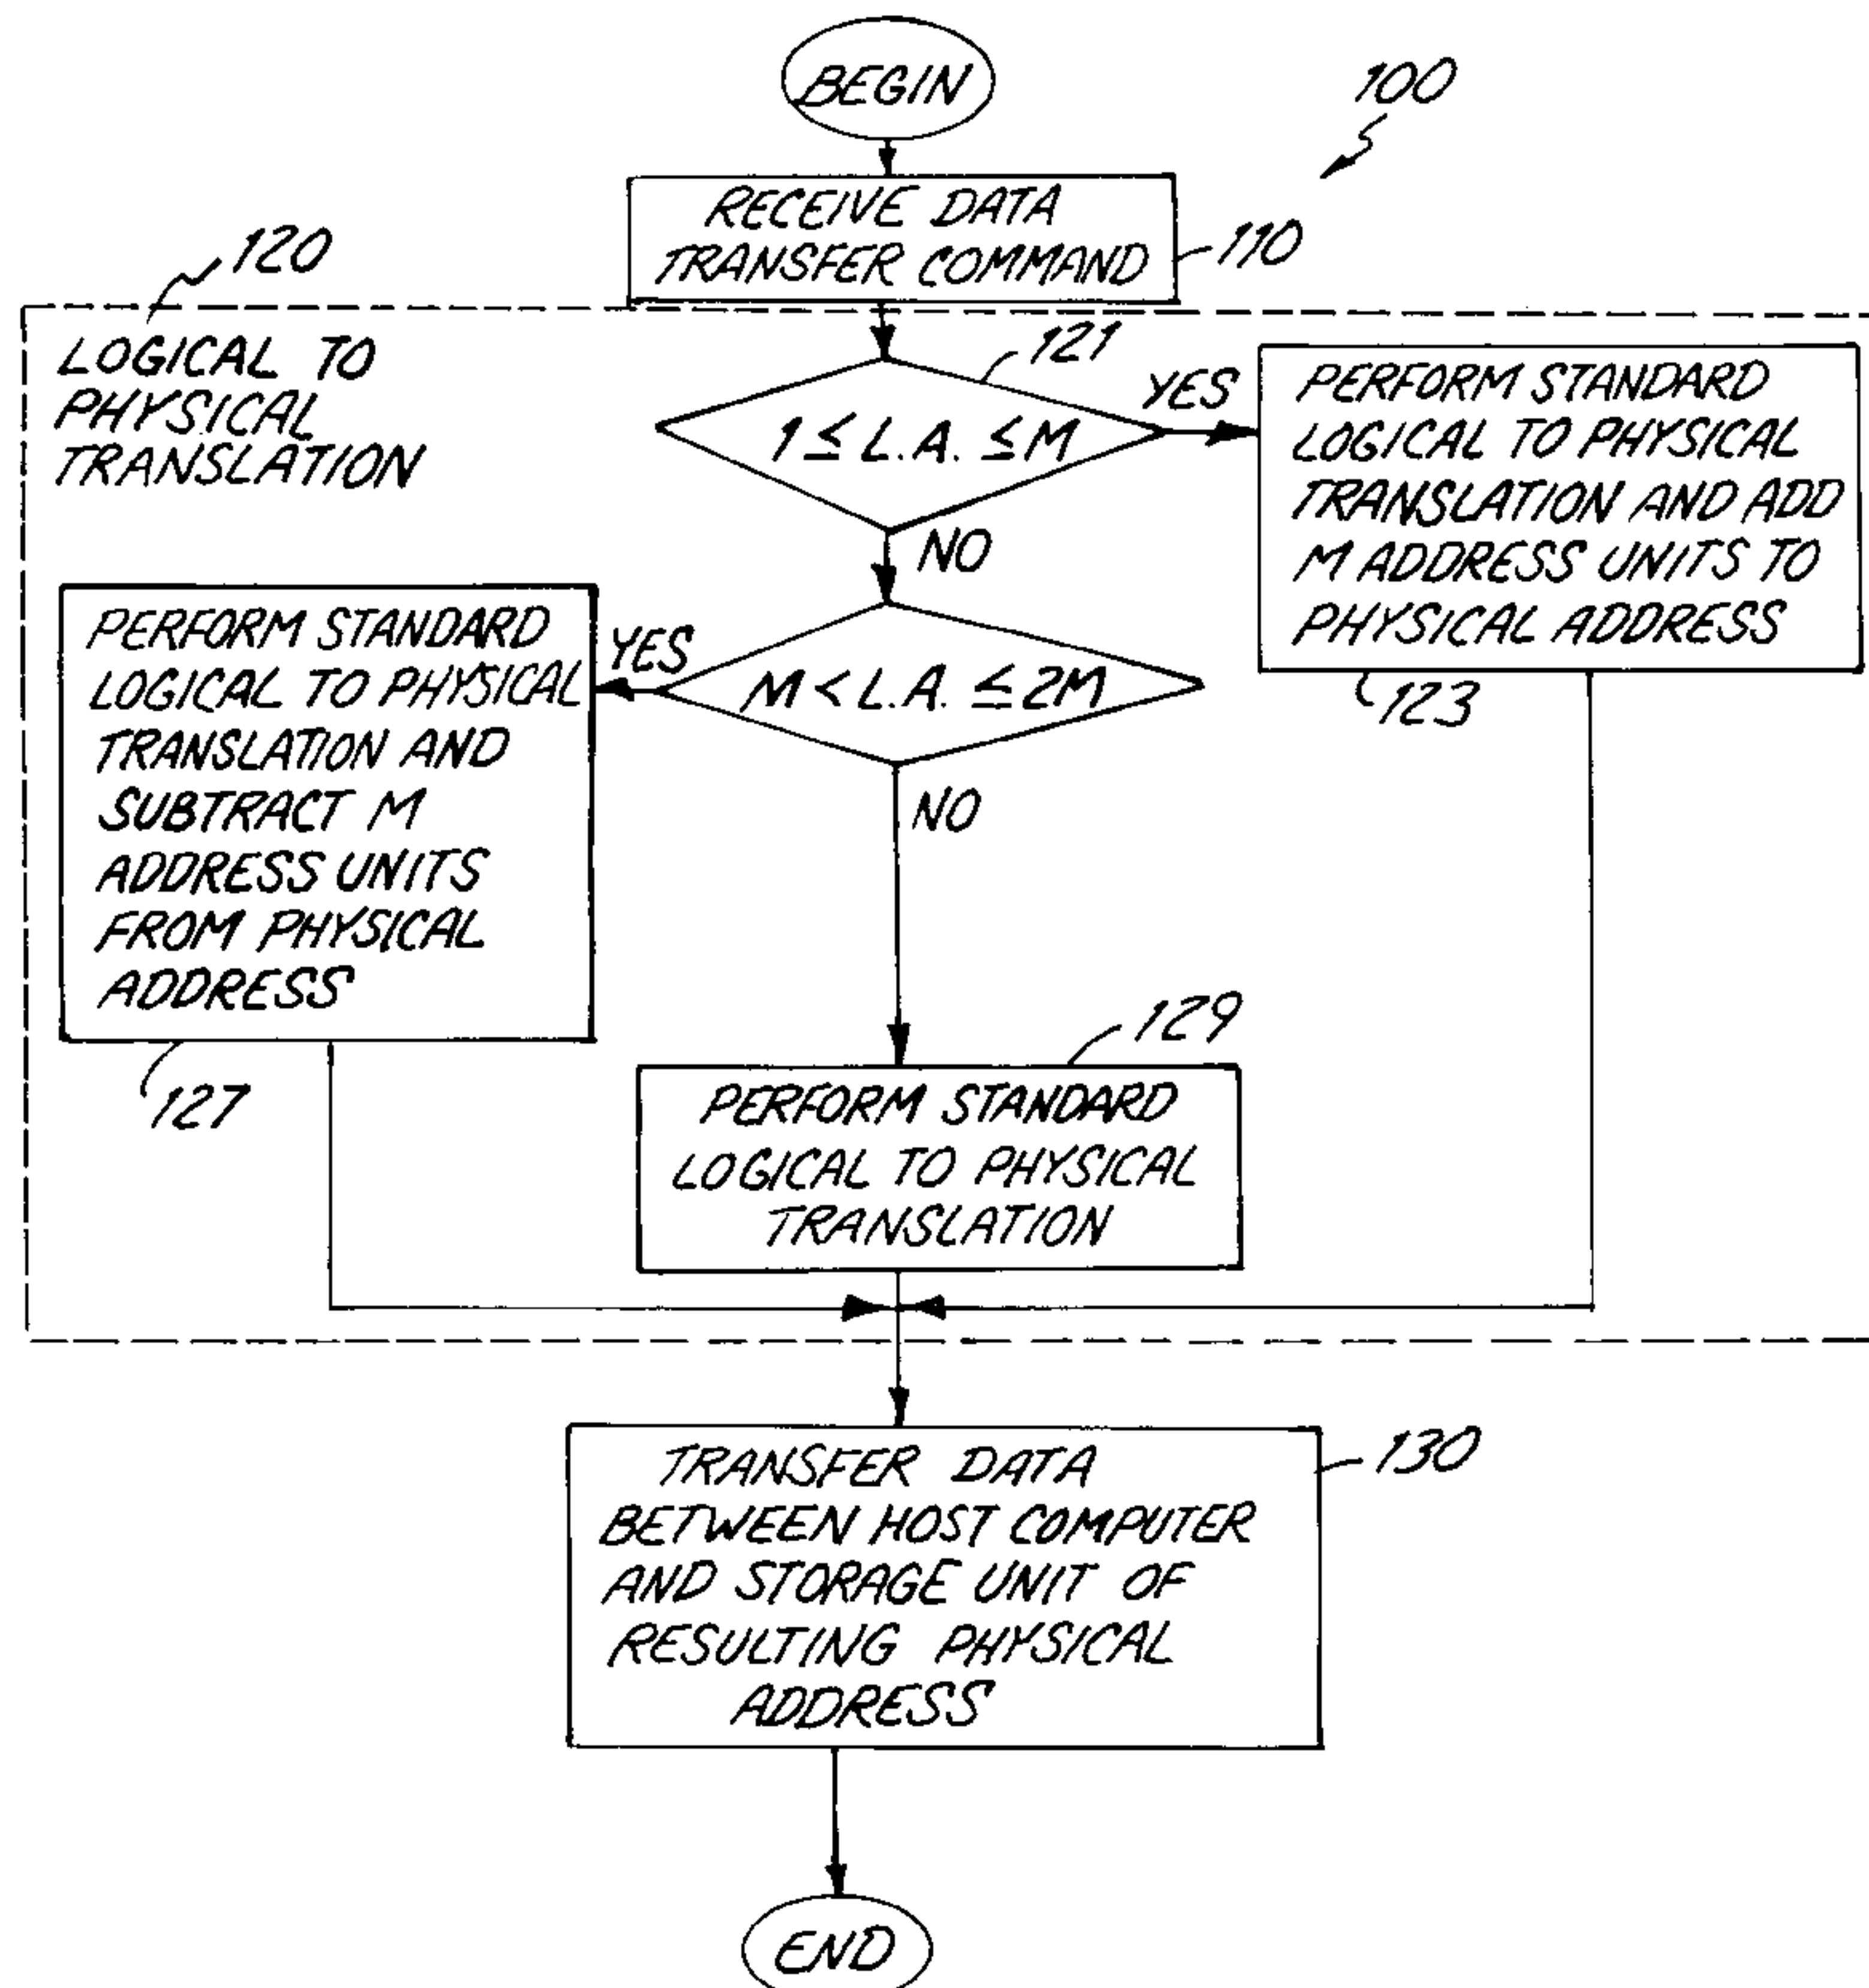 BEGIN
100
RECEIVE DATA
TRANSFER COMMAND
110
120
LOGICAL TO
PHYSICAL
TRANSLATION
121
1 ≤ L.A. ≤ M
YES
PERFORM STANDARD
LOGICAL TO PHYSICAL
TRANSLATION AND ADD
M ADDRESS UNITS TO
PHYSICAL ADDRESS
123
NO
M < L.A. ≤ 2M
YES
PERFORM STANDARD
LOGICAL TO PHYSICAL
TRANSLATION AND
SUBTRACT M
ADDRESS UNITS
FROM PHYSICAL
ADDRESS
127
NO
129
PERFORM STANDARD
LOGICAL TO PHYSICAL
TRANSLATION
TRANSFER DATA
BETWEEN HOST COMPUTER
AND STORAGE UNIT OF
RESULTING PHYSICAL
ADDRESS
130
END